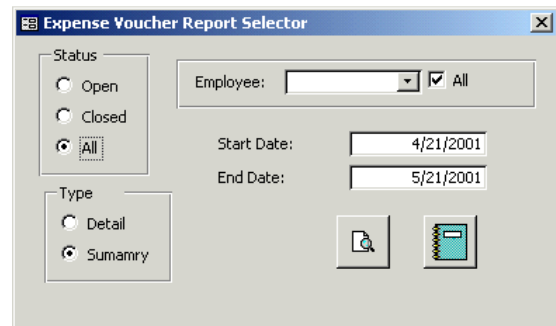 Expense Voucher Report Selector
Status
Open
Closed
All
Employee: All
Start Date: 4/21/2001
End Date: 5/21/2001
Type
Detail
Sumamry